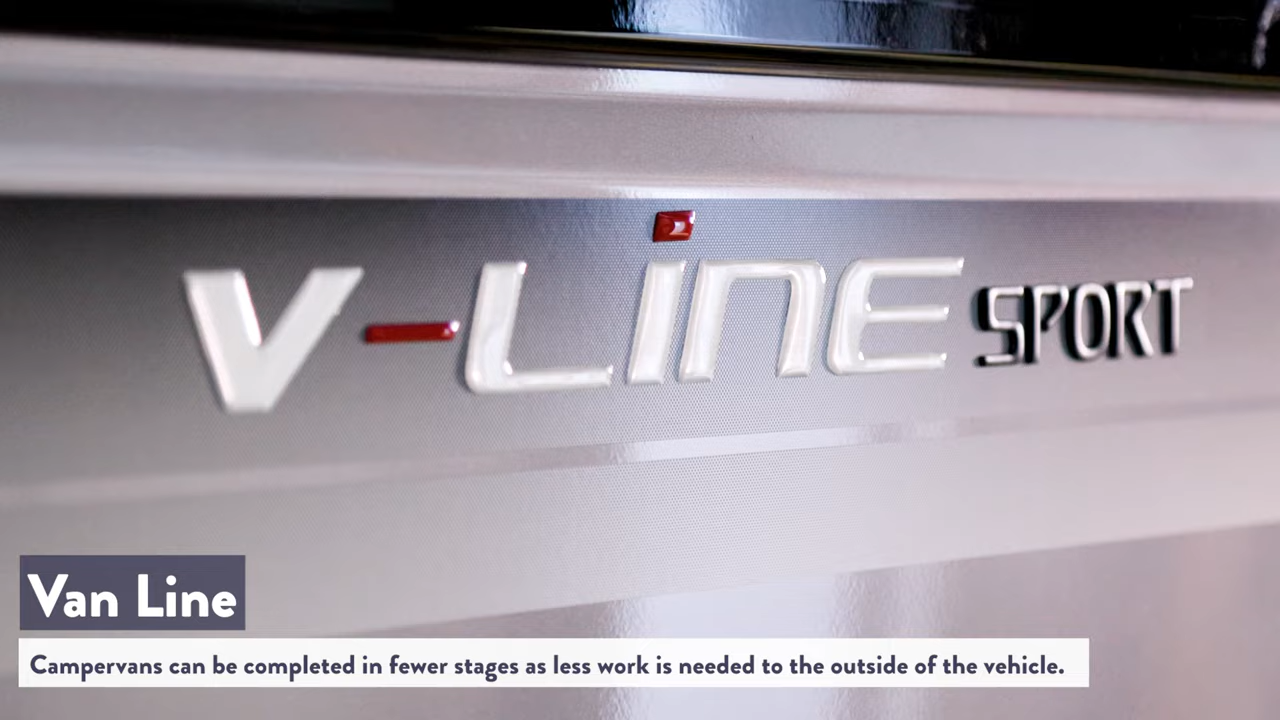 V-LiNE SPORT
Van Line
Campervans can be completed in fewer stages as less work is needed to the outside of the vehicle.